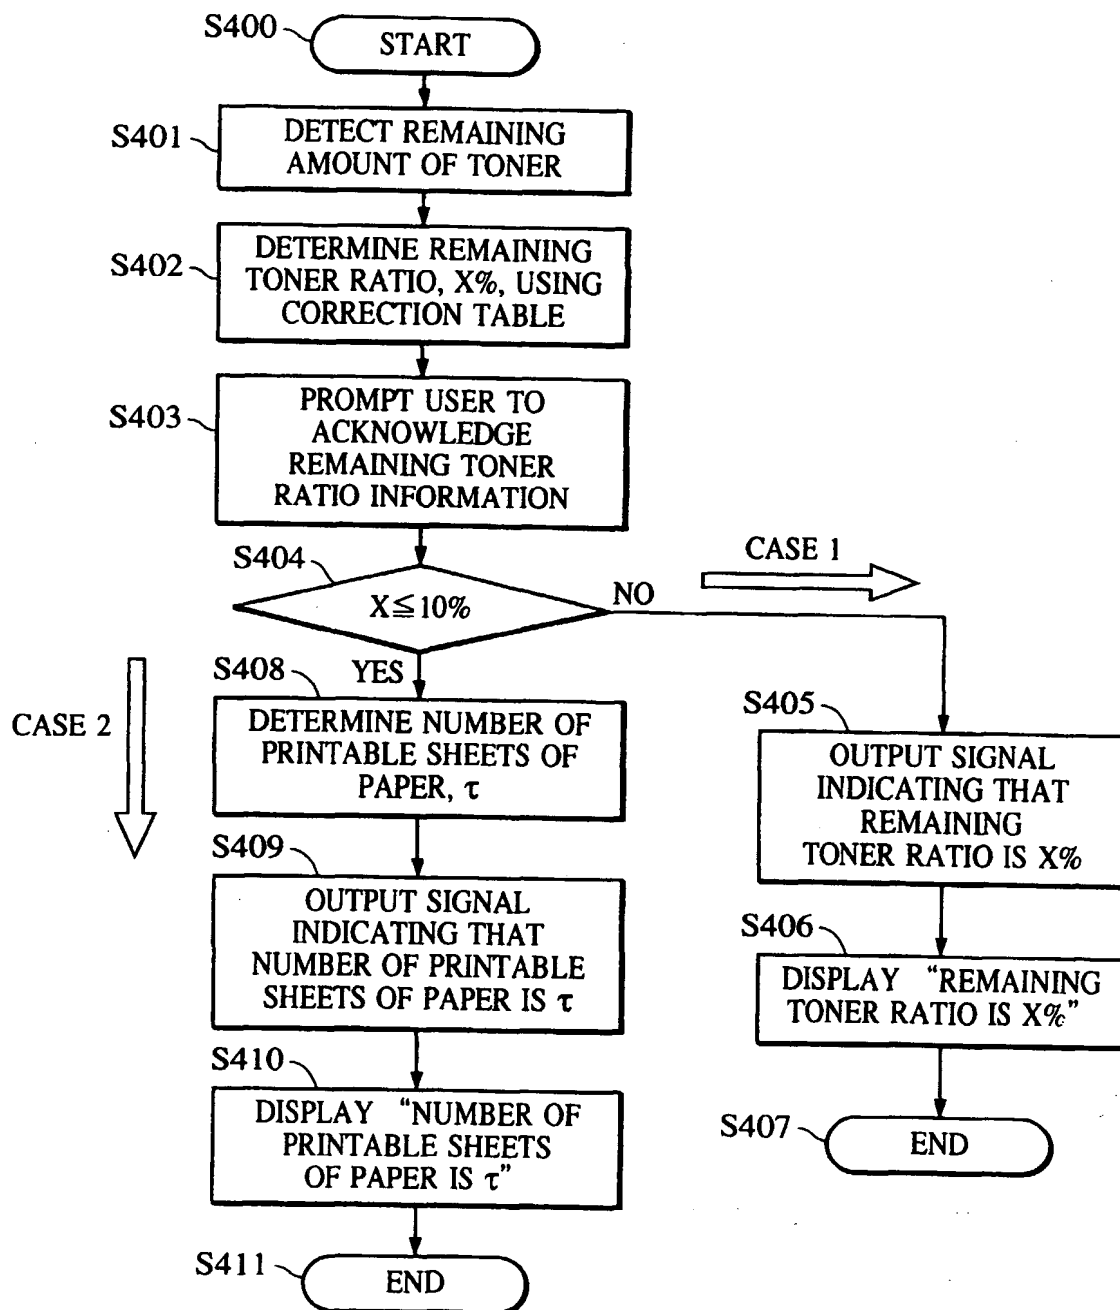 S400
START
S401
DETECT REMAINING
AMOUNT OF TONER
S402
DETERMINE REMAINING
TONER RATIO, X%, USING
CORRECTION TABLE
S403
PROMPT USER TO
ACKNOWLEDGE
REMAINING TONER
RATIO INFORMATION
S404
X≦10%
NO
CASE 1
YES
CASE 2
S408
DETERMINE NUMBER OF
PRINTABLE SHEETS OF
PAPER, τ
S409
OUTPUT SIGNAL
INDICATING THAT
NUMBER OF PRINTABLE
SHEETS OF PAPER IS τ
S410
DISPLAY “NUMBER OF
PRINTABLE SHEETS
OF PAPER IS τ”
S411
END
S405
OUTPUT SIGNAL
INDICATING THAT
REMAINING
TONER RATIO IS X%
S406
DISPLAY “REMAINING
TONER RATIO IS X%”
S407
END